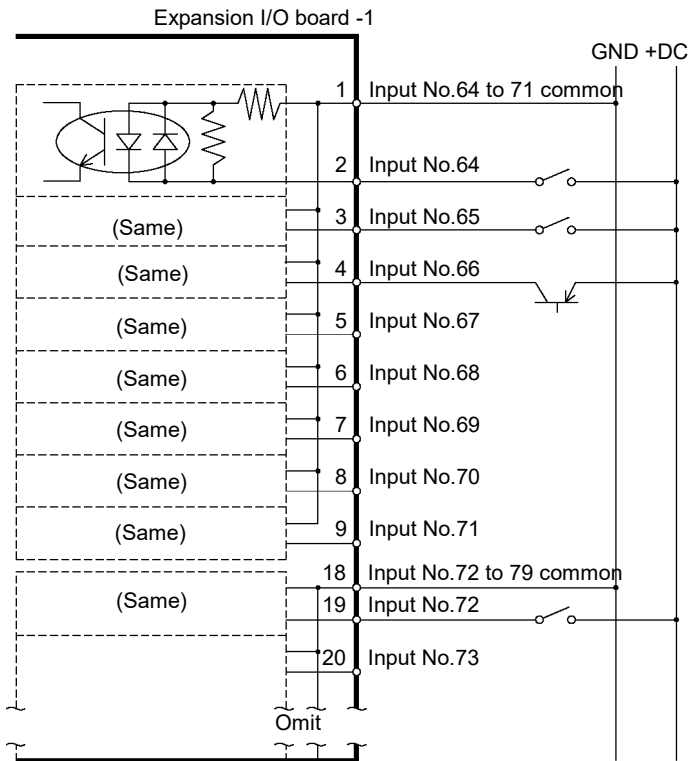 Expansion I/O board -1
GND +DC
1 Input No.64 to 71 common
2 Input No.64
(Same) 3 Input No.65
(Same) 4 Input No.66
(Same) 5 Input No.67
(Same) 6 Input No.68
(Same) 7 Input No.69
(Same) 8 Input No.70
(Same) 9 Input No.71
18 Input No.72 to 79 common
(Same) 19 Input No.72
20 Input No.73
Omit